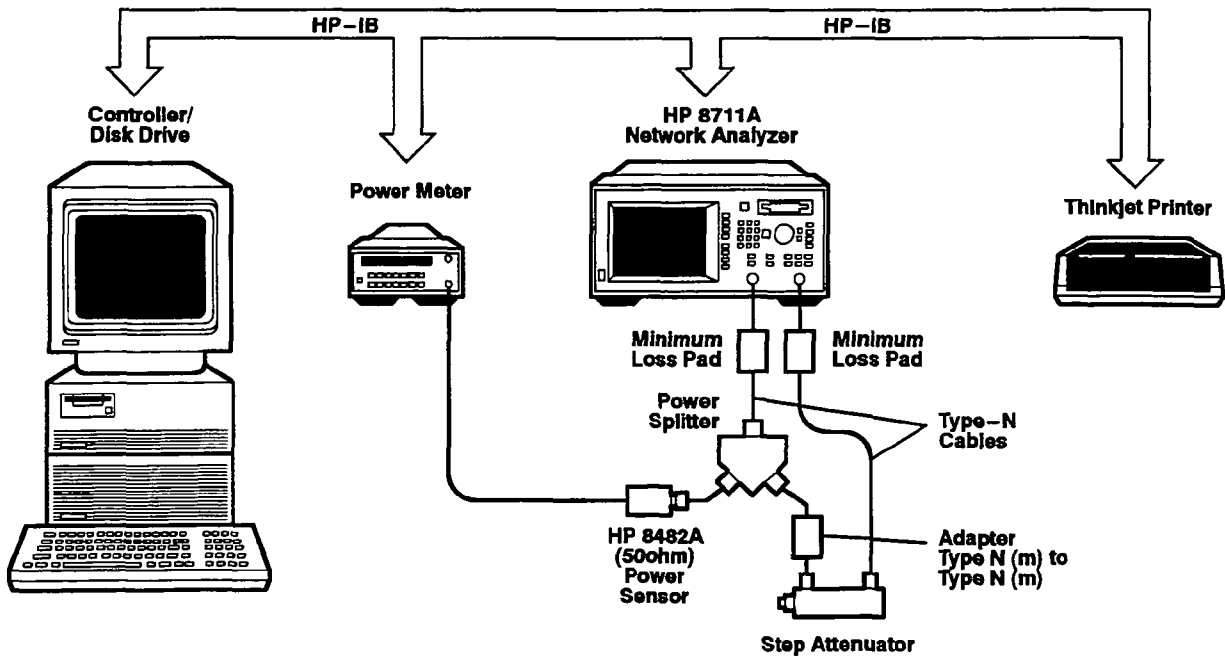 HP-IB
HP-IB
Controller/
Disk Drive
HP 8711A
Network Analyzer
Power Meter
Thinkjet Printer
Minimum
Loss Pad
Minimum
Loss Pad
Power
Splitter
Type-N
Cables
HP 8482A
(50ohm)
Power
Sensor
Adapter
Type N (m) to
Type N (m)
Step Attenuator